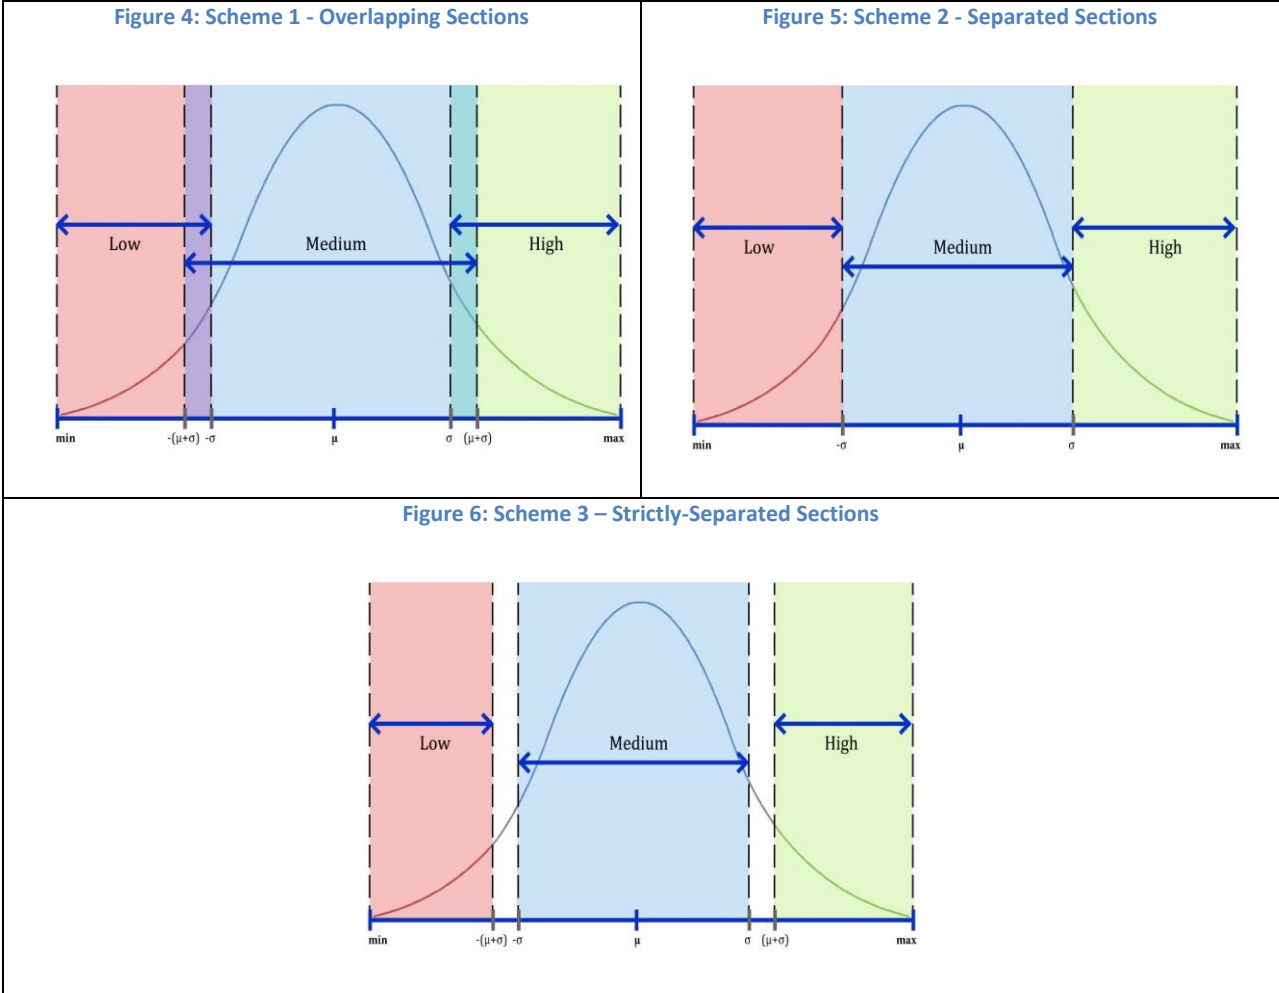 Figure 4: Scheme 1 - Overlapping Sections
Low
Medium
High
min -(μ+σ) -σ μ σ (μ+σ) max
Figure 5: Scheme 2 - Separated Sections
Low
Medium
High
min -σ μ σ max
Figure 6: Scheme 3 – Strictly-Separated Sections
Low
Medium
High
min -(μ+σ) -σ μ σ (μ+σ) max